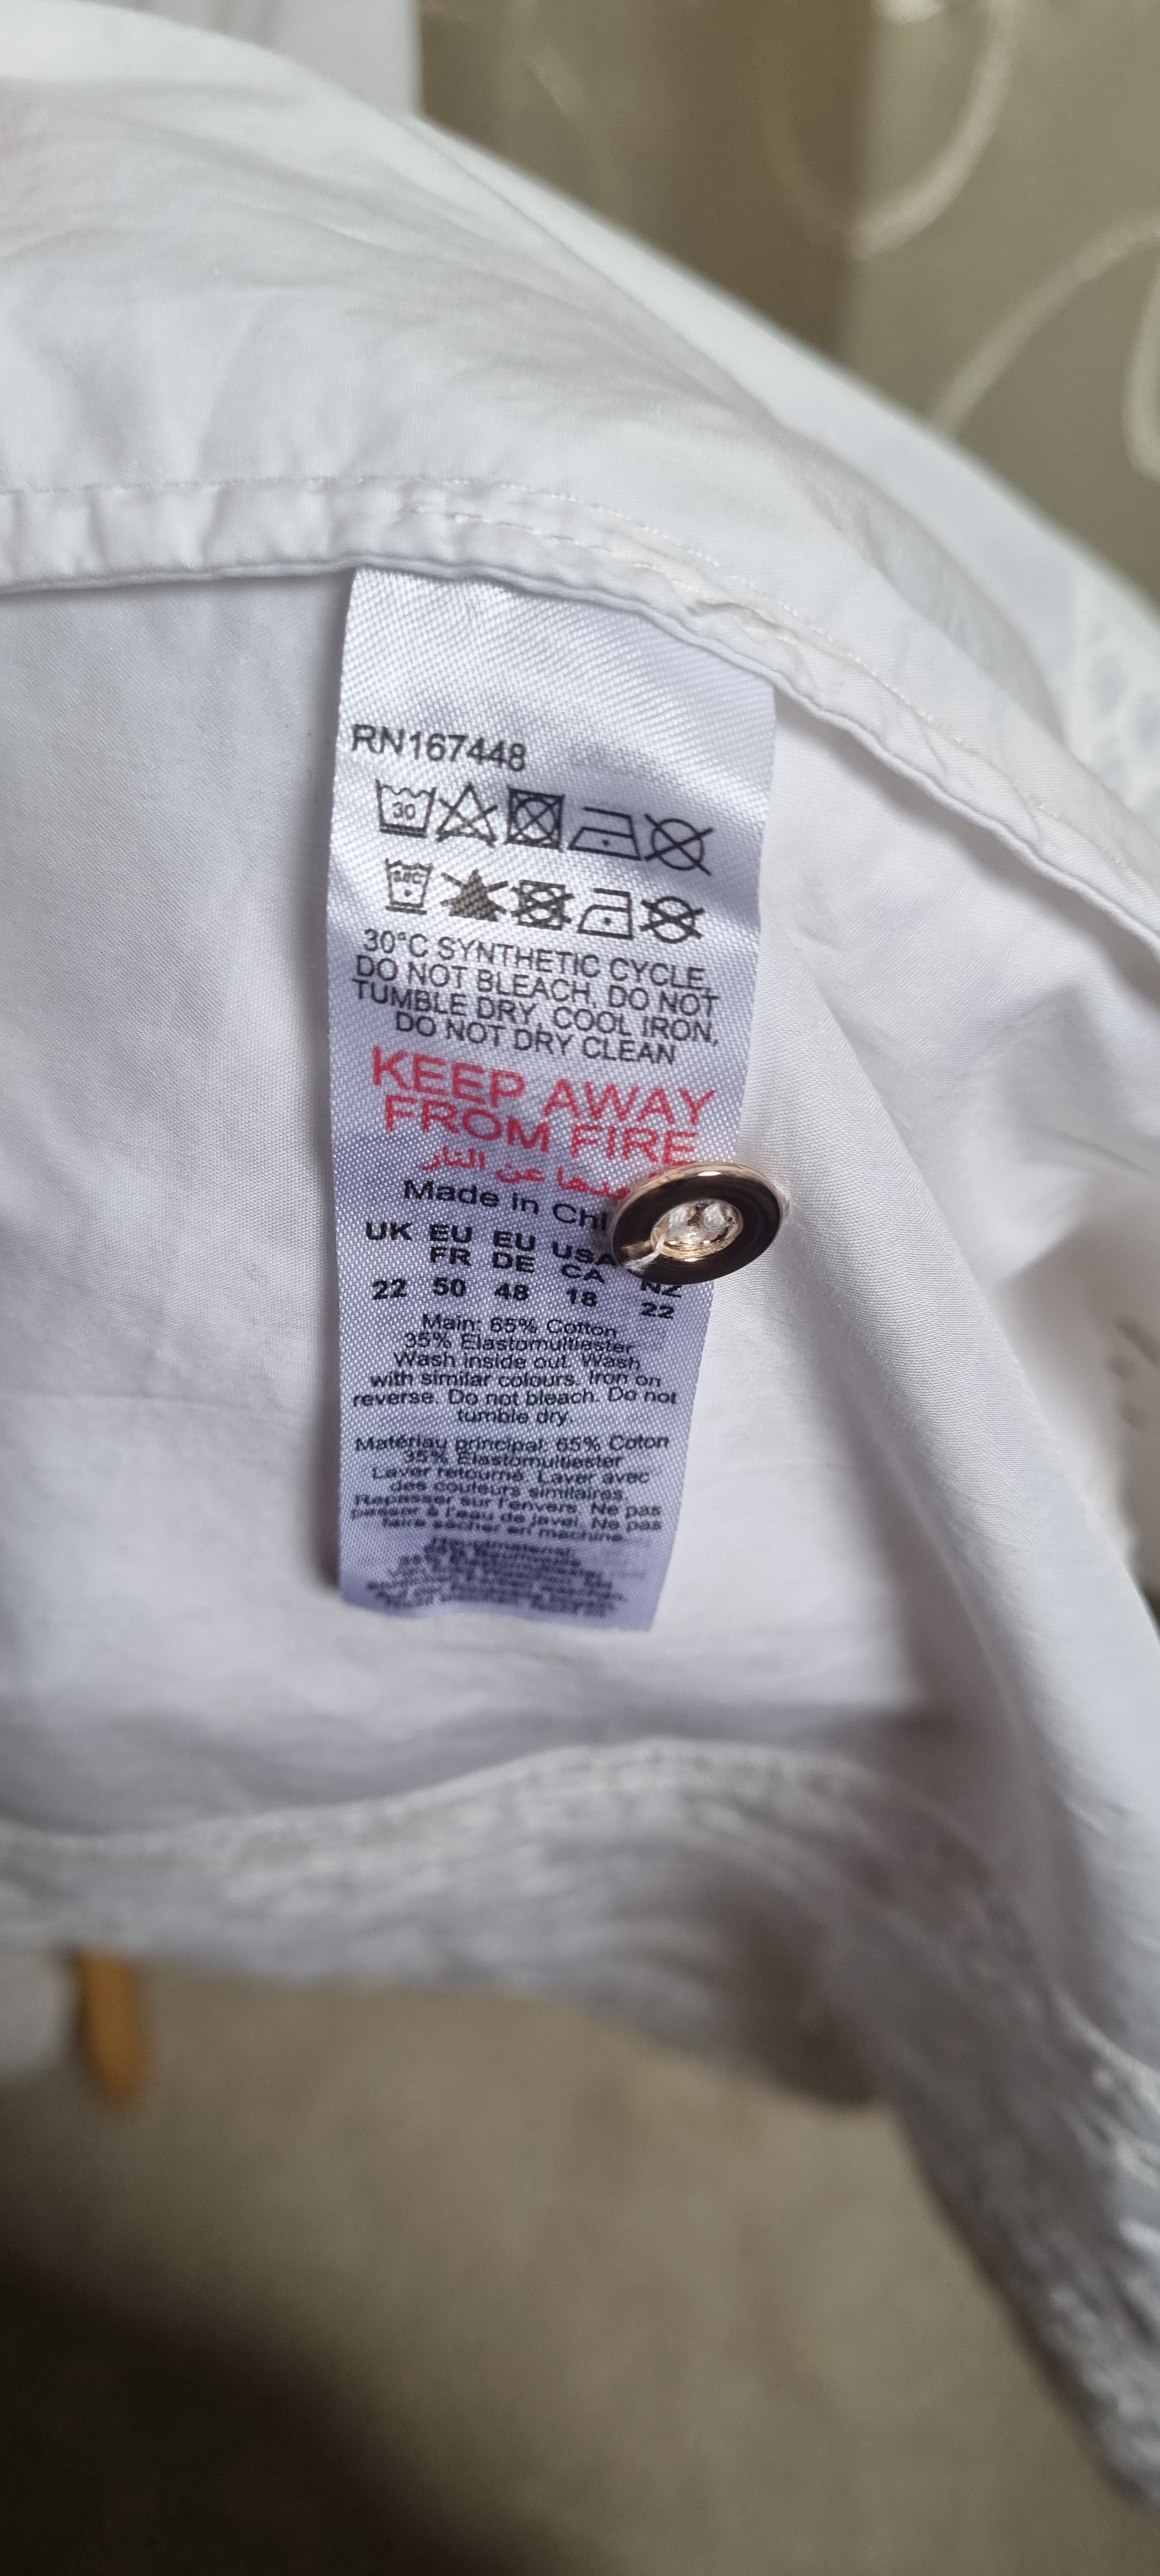 RN167448
30
30°C SYNTHETIC CYCLE,
DO NOT BLEACH, DO NOT
TUMBLE DRY, COOL IRON,
DO NOT DRY CLEAN
KEEP AWAY
FROM FIRE
عن النار
Made in Chi
UK EU EU USA
FR DE CA NZ
22 50 48 18 22
Main: 65% Cotton
35% Elastomultiester
Wash inside out. Wash
with similar colours. Iron on
reverse. Do not bleach. Do not
tumble dry.
Matériau principal: 65% Coton
35% Elastomultiester
Laver retourné. Laver avec
des couleurs similaires.
Repasser sur l'envers. Ne pas
passer à l'eau de javel. Ne pas
faire sécher en machine.